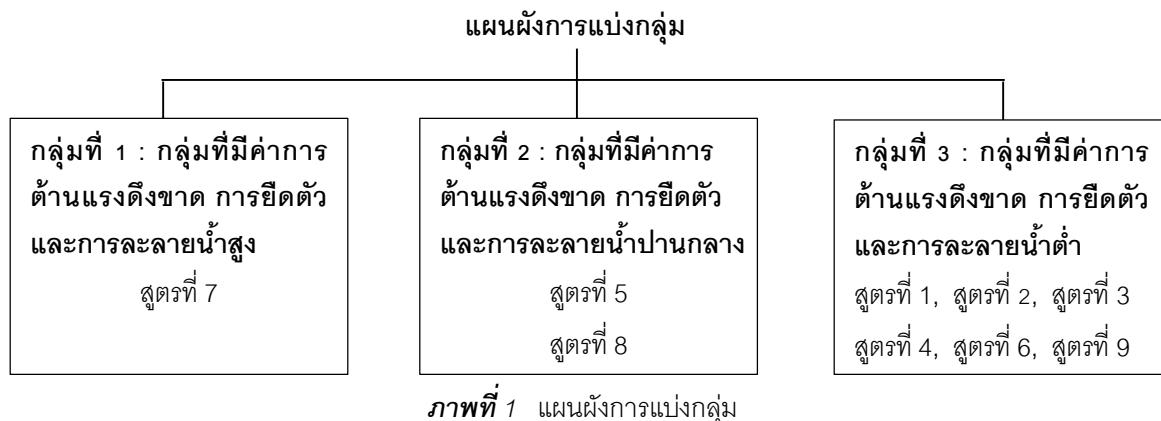 แผนผังการแบ่งกลุ่ม
กลุ่มที่ 1 : กลุ่มที่มีค่าการ
ต้านแรงดึงขาด การยืดตัว
และการละลายน้ำสูง
สูตรที่ 7
กลุ่มที่ 2 : กลุ่มที่มีค่าการ
ต้านแรงดึงขาด การยืดตัว
และการละลายน้ำปานกลาง
สูตรที่ 5
สูตรที่ 8
กลุ่มที่ 3 : กลุ่มที่มีค่าการ
ต้านแรงดึงขาด การยืดตัว
และการละลายน้ำต่ำ
สูตรที่ 1, สูตรที่ 2, สูตรที่ 3
สูตรที่ 4, สูตรที่ 6, สูตรที่ 9
ภาพที่ 1 แผนผังการแบ่งกลุ่ม